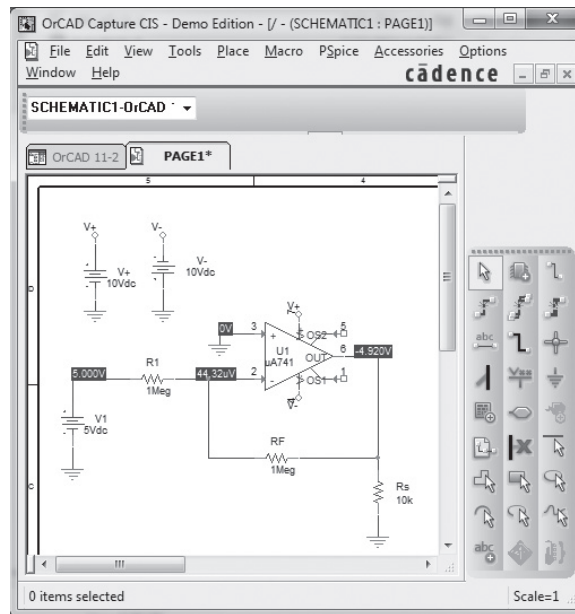 OrCAD Capture CIS - Demo Edition - [/ - (SCHEMATIC1 : PAGE1)]
File Edit View Tools Place Macro PSpice Accessories Options
Window Help
cādence
SCHEMATIC1-OrCAD
OrCAD 11-2
PAGE1*
5
4
V+
V-
V+
10Vdc
V-
10Vdc
0V
3
V+
5
OS2
+
U1
6
-4.920V
OUT
uA741
5.000V
R1
44.32uV
2
-
OS1
1
1Meg
V-
V1
5Vdc
RF
1Meg
Rs
10k
abc
abc
0 items selected
Scale=1